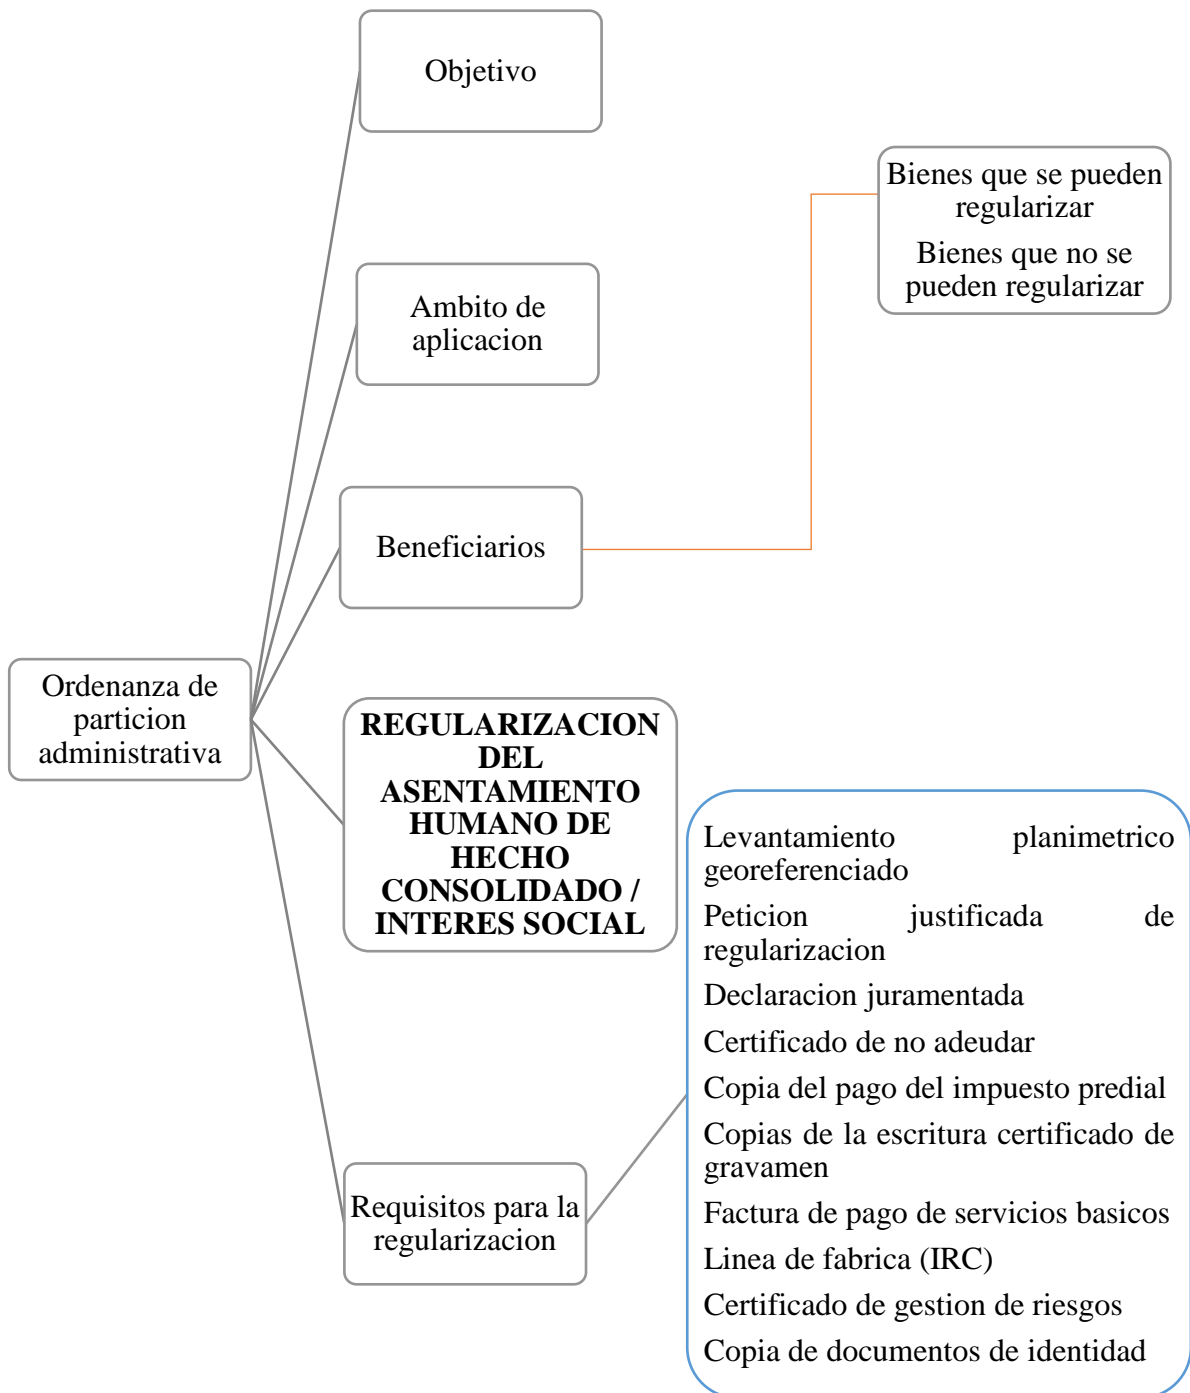 Objetivo
Bienes que se pueden
regularizar
Bienes que no se
pueden regularizar
Ambito de
aplicacion
Beneficiarios
Ordenanza de
particion
administrativa
REGULARIZACION
DEL
ASENTAMIENTO
HUMANO DE
HECHO
CONSOLIDADO /
INTERES SOCIAL
Requisitos para la
regularizacion
Levantamiento planimetrico
georeferenciado
Peticion justificada de
regularizacion
Declaracion juramentada
Certificado de no adeudar
Copia del pago del impuesto predial
Copias de la escritura certificado de
gravamen
Factura de pago de servicios basicos
Linea de fabrica (IRC)
Certificado de gestion de riesgos
Copia de documentos de identidad